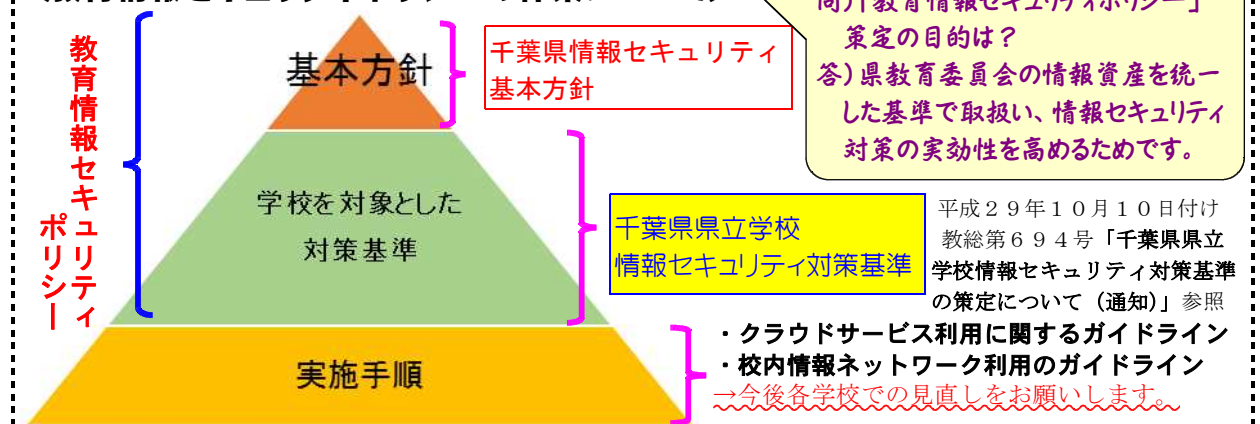 問)「教育情報セキュリティポリシー」
策定の目的は?
答)県教育委員会の情報資産を統一
した基準で取扱い、情報セキュリティ
対策の実効性を高めるためです。
教育情報セキュリティ
ポリシー
基本方針
千葉県情報セキュリティ
基本方針
学校を対象とした
対策基準
千葉県県立学校
情報セキュリティ対策基準
平成29年10月10日付け
教総第694号「千葉県県立
学校情報セキュリティ対策基準
の策定について(通知)」参照
実施手順
・クラウドサービス利用に関するガイドライン
・校内情報ネットワーク利用のガイドライン
→今後各学校での見直しをお願いします。